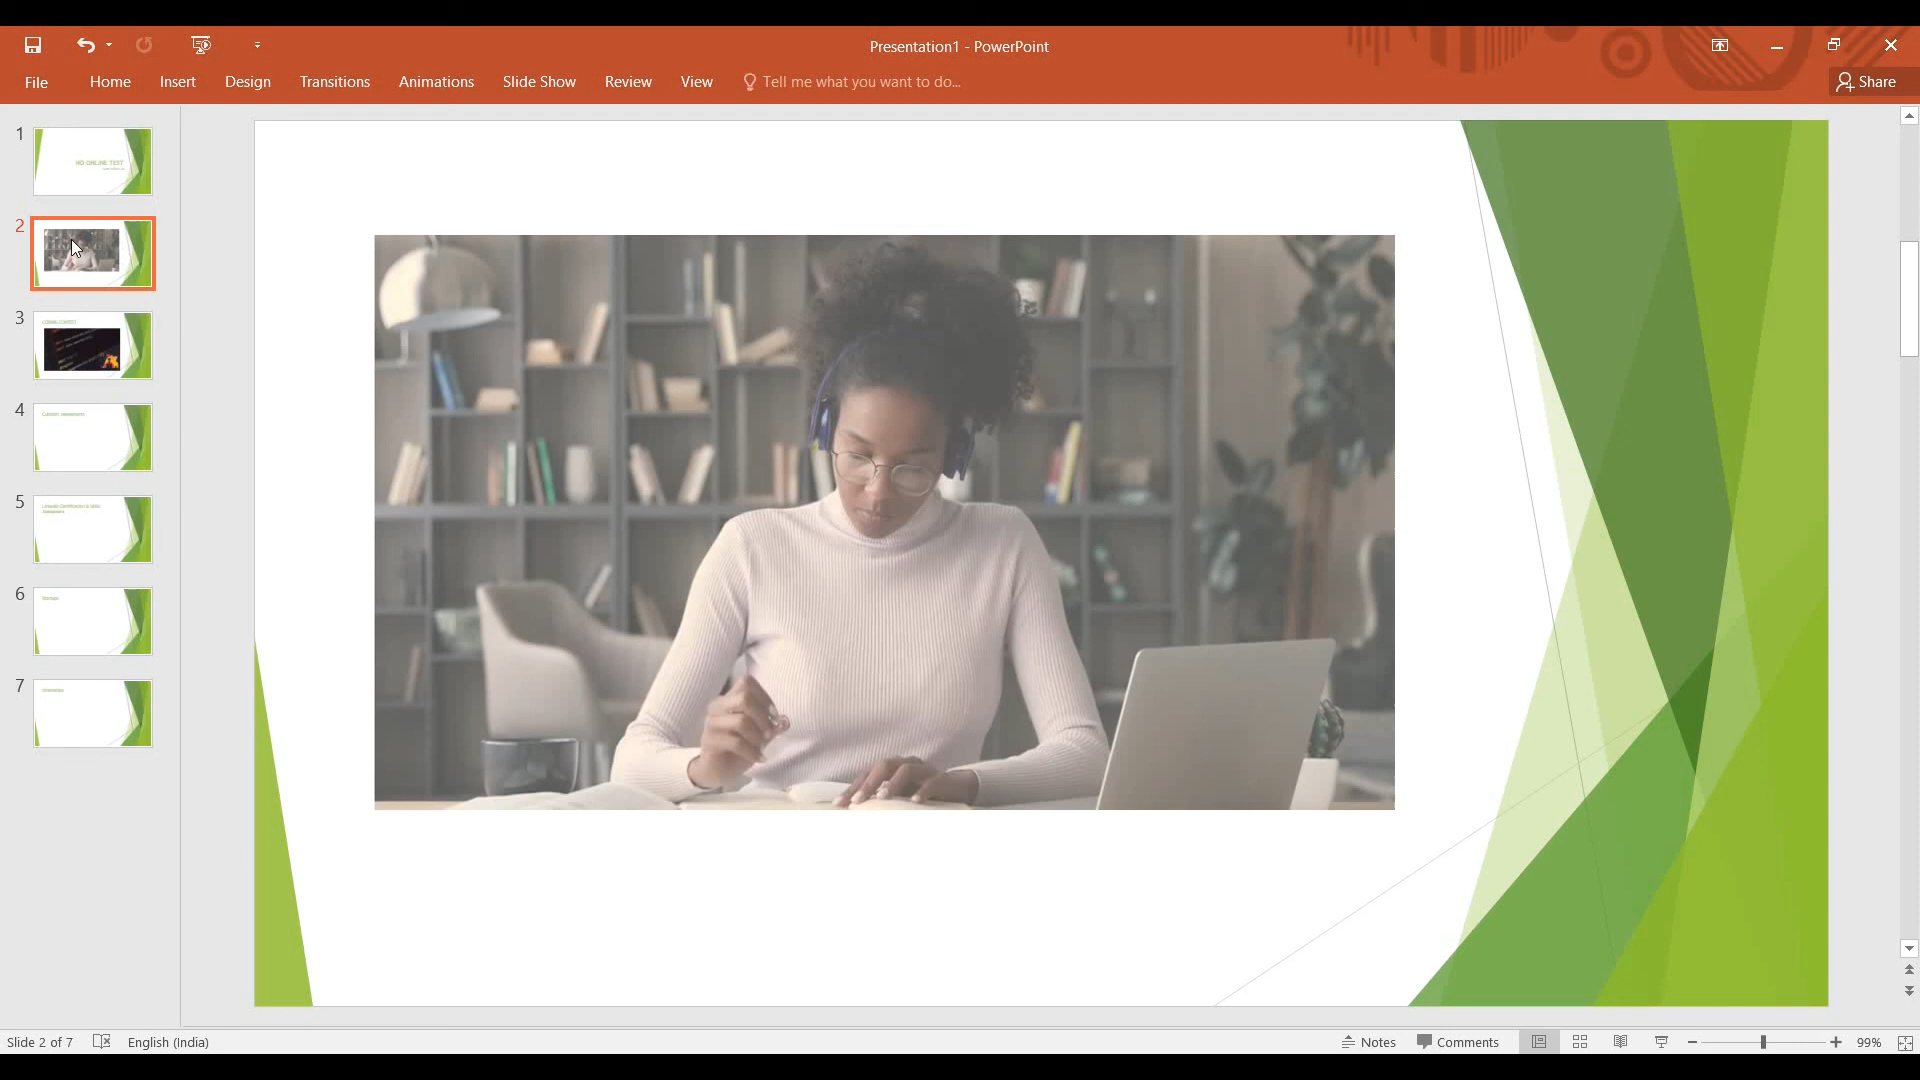 Presentation1 - PowerPoint
File Home Insert Design Transitions Animations Slide Show Review View Tell me what you want to do... Share
1
2
3
4
5
6
7
Slide 2 of 7 English (India) Notes Comments 99%